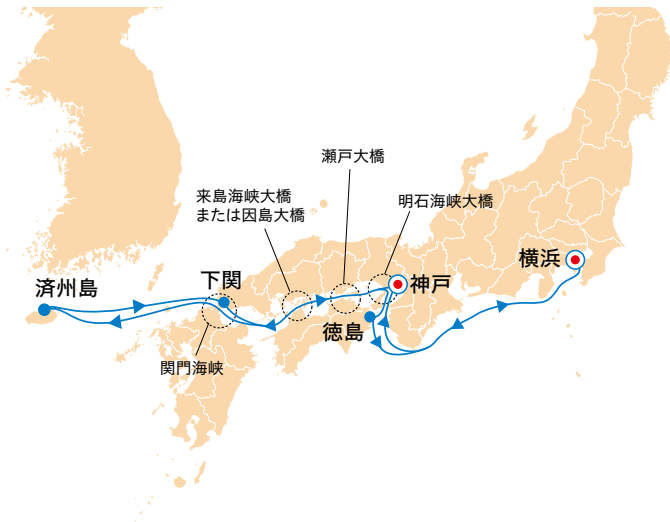 瀬戸大橋
来島海峡大橋
または因島大橋
明石海峡大橋
横浜
下関
神戸
済州島
徳島
関門海峡